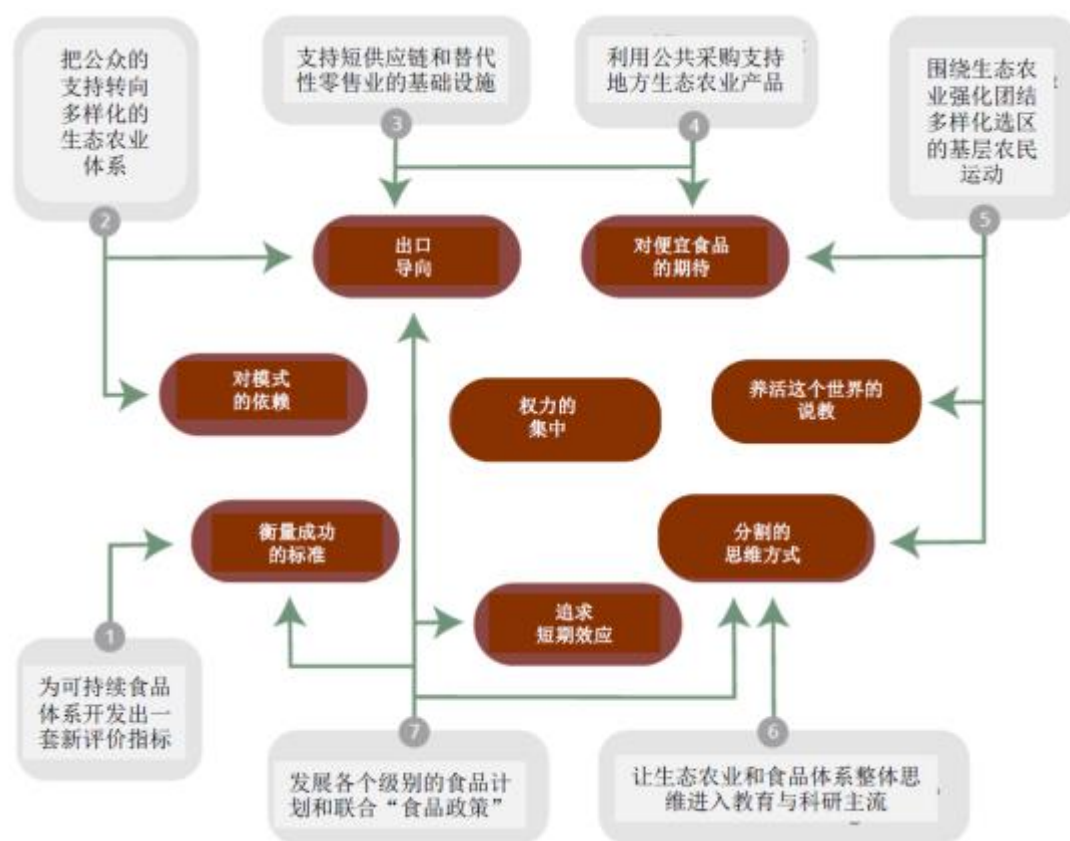 把公众的
支持转向
多样化的
生态农业
体系
2
支持短供应链和替代
性零售业的基础设施
3
利用公共采购支持
地方生态农业产品
4
围绕生态农
业强化团结
多样化选区
的基层农民
运动
5
出口
导向
对便宜食品
的期待
对模式
的依赖
权力的
集中
养活这个世界的
说教
衡量成功
的标准
分割的
思维方式
追求
短期效应
1
为可持续食品
体系开发出一
套新评价指标
7
发展各个级别的食品计
划和联合“食品政策”
6
让生态农业和食品体系整体思
维进入教育与科研主流